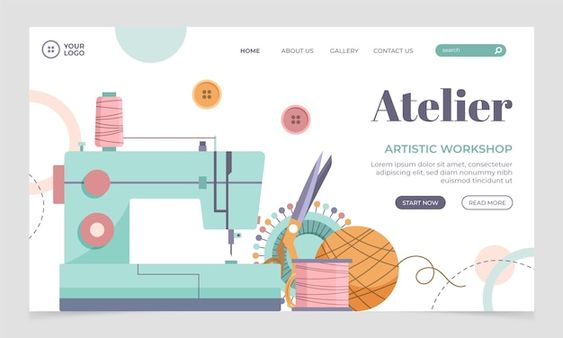 YOUR
LOGO
HOME ABOUT US GALLERY CONTACT US search
Atelier
ARTISTIC WORKSHOP
Lorem ipsum dolor sit amet,
consectetuer adipiscing elit, sed diam
nonummy nibh euismod tincidunt
START NOW READ MORE